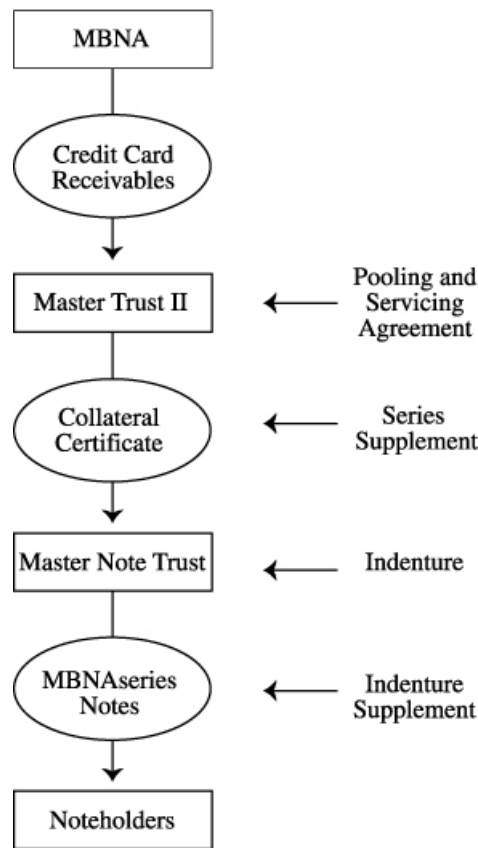 MBNA
Credit Card
Receivables
Master Trust II
Pooling and
Servicing
Agreement
Collateral
Certificate
Series
Supplement
Master Note Trust
Indenture
MBNAseries
Notes
Indenture
Supplement
Noteholders